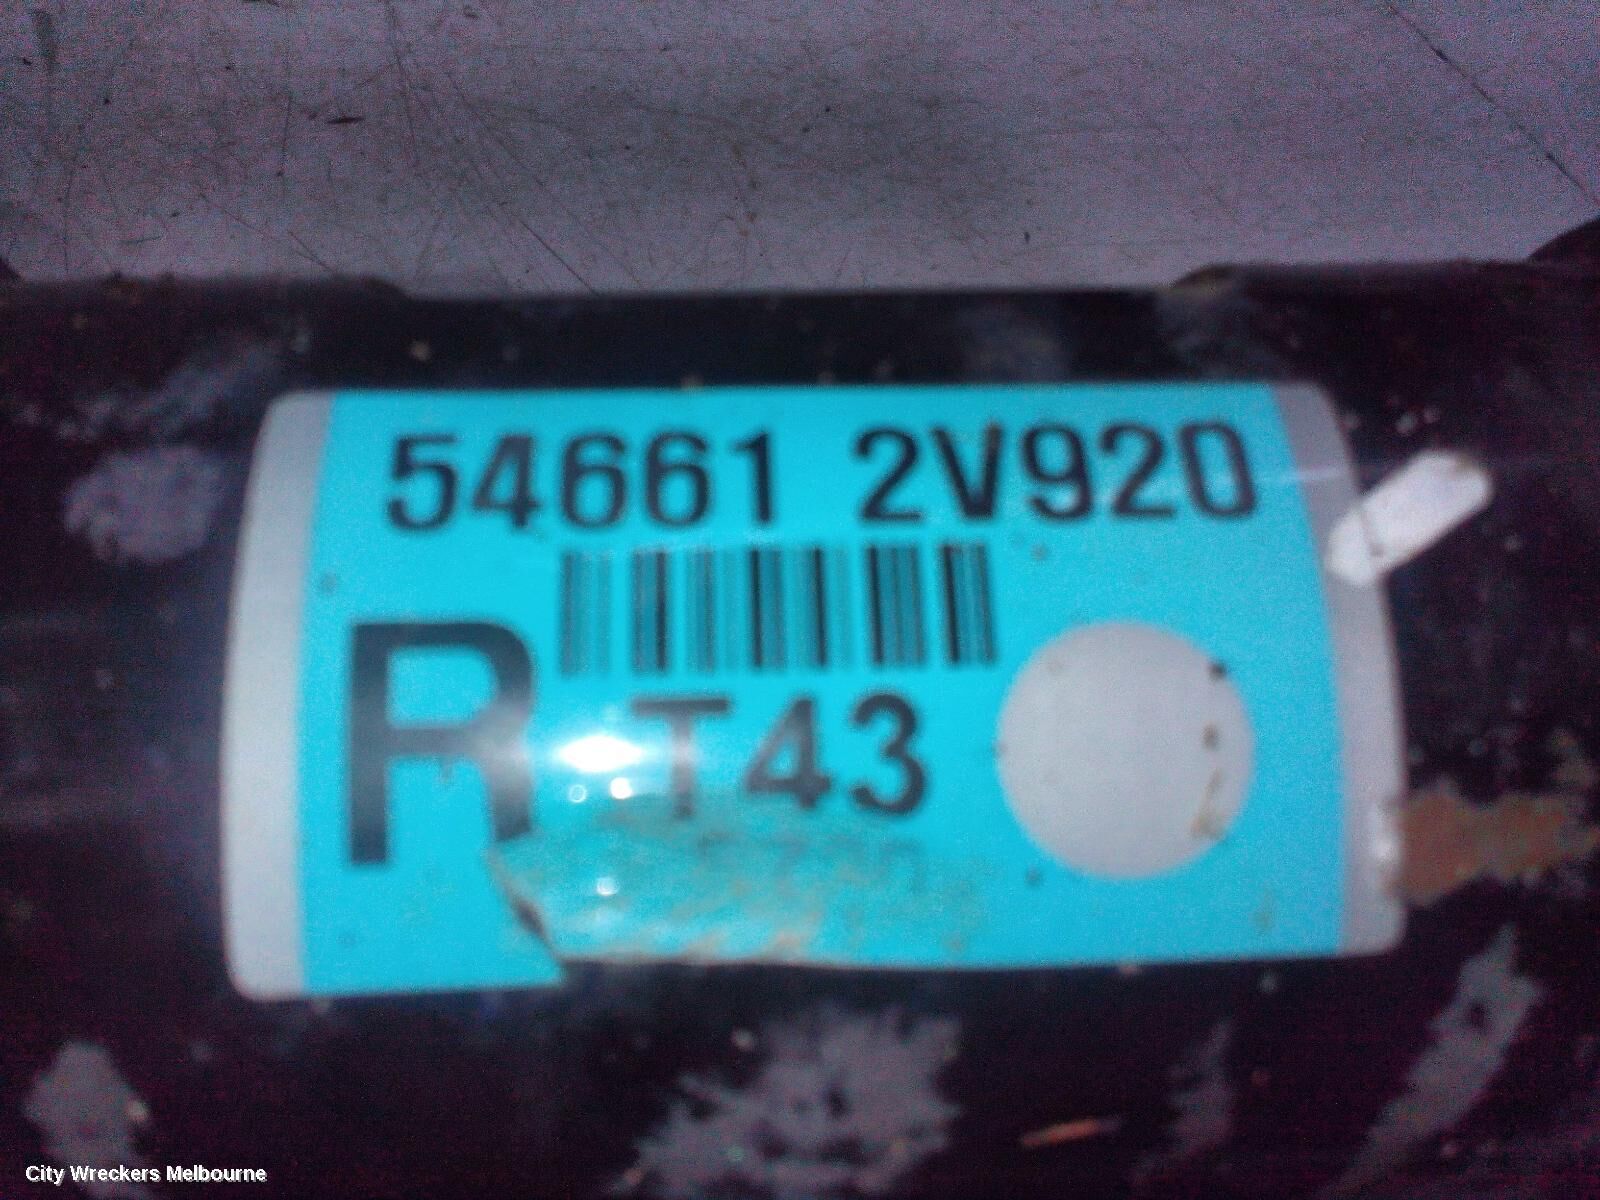 54661 2V920
R
T43
City Wreckers Melbourne